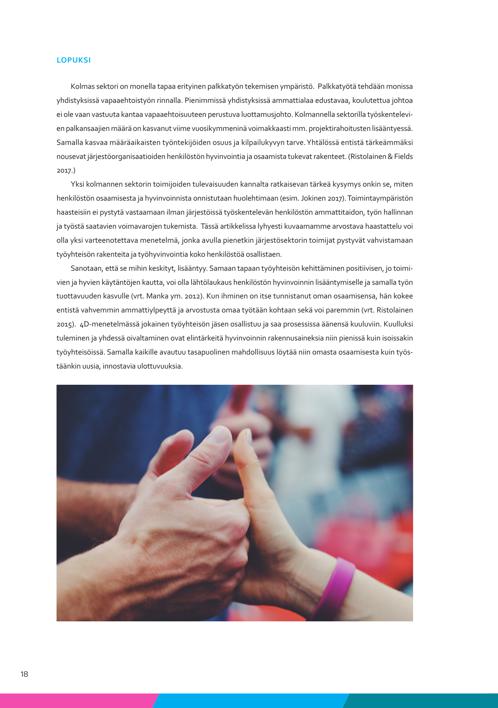 LOPUKSI
Kolmas sektori on monella tapaa erityinen palkkatyön tekemisen ympäristö. Palkkatyötä tehdään monissa
yhdistyksissä vapaaehtoistyön rinnalla. Pienimmissä yhdistyksissä ammattialaa edustavaa, koulutettua johtoa
ei ole vaan vastuuta kantaa vapaaehtoisuuteen perustuva luottamusjohto. Kolmannella sektorilla työskentelevi-
en palkansaajien määrä on kasvanut viime vuosikymmeninä voimakkaasti mm. projektirahoitusten lisääntyessä.
Samalla kasvaa määräaikaisten työntekijöiden osuus ja kilpailukyvyn tarve. Yhtälössä entistä tärkeämmäksi
nousevat järjestöorganisaatioiden henkilöstön hyvinvointia ja osaamista tukevat rakenteet. (Ristolainen & Fields
2017.)
Yksi kolmannen sektorin toimijoiden tulevaisuuden kannalta ratkaisevan tärkeä kysymys onkin se, miten
henkilöstön osaamisesta ja hyvinvoinnista onnistutaan huolehtimaan (esim. Jokinen 2017). Toimintaympäristön
haasteisiin ei pystytä vastaamaan ilman järjestöissä työskentelevän henkilöstön ammattitaidon, työn hallinnan
ja työstä saatavien voimavarojen tukemista. Tässä artikkelissa lyhyesti kuvaamamme arvostava haastattelu voi
olla yksi varteenotettava menetelmä, jonka avulla pienetkin järjestösektorin toimijat pystyvät vahvistamaan
työyhteisön rakenteita ja työhyvinvointia koko henkilöstöä osallistaen.
Sanotaan, että se mihin keskityt, lisääntyy. Samaan tapaan työyhteisön kehittäminen positiivisen, jo toimi-
vien ja hyvien käytäntöjen kautta, voi olla lähtölaukaus henkilöstön hyvinvoinnin lisääntymiselle ja samalla työn
tuottavuuden kasvulle (vrt. Manka ym. 2012). Kun ihminen on itse tunnistanut oman osaamisensa, hän kokee
entistä vahvemmin ammattiylpeyttä ja arvostusta omaa työtään kohtaan sekä voi paremmin (vrt. Ristolainen
2015). 4D-menetelmässä jokainen työyhteisön jäsen osallistuu ja saa prosessissa äänensä kuuluviin. Kuulluksi
tuleminen ja yhdessä oivaltaminen ovat elintärkeitä hyvinvoinnin rakennusaineksia niin pienissä kuin isoissakin
työyhteisöissä. Samalla kaikille avautuu tasapuolinen mahdollisuus löytää niin omasta osaamisesta kuin työs-
täänkin uusia, innostavia ulottuvuuksia.
18